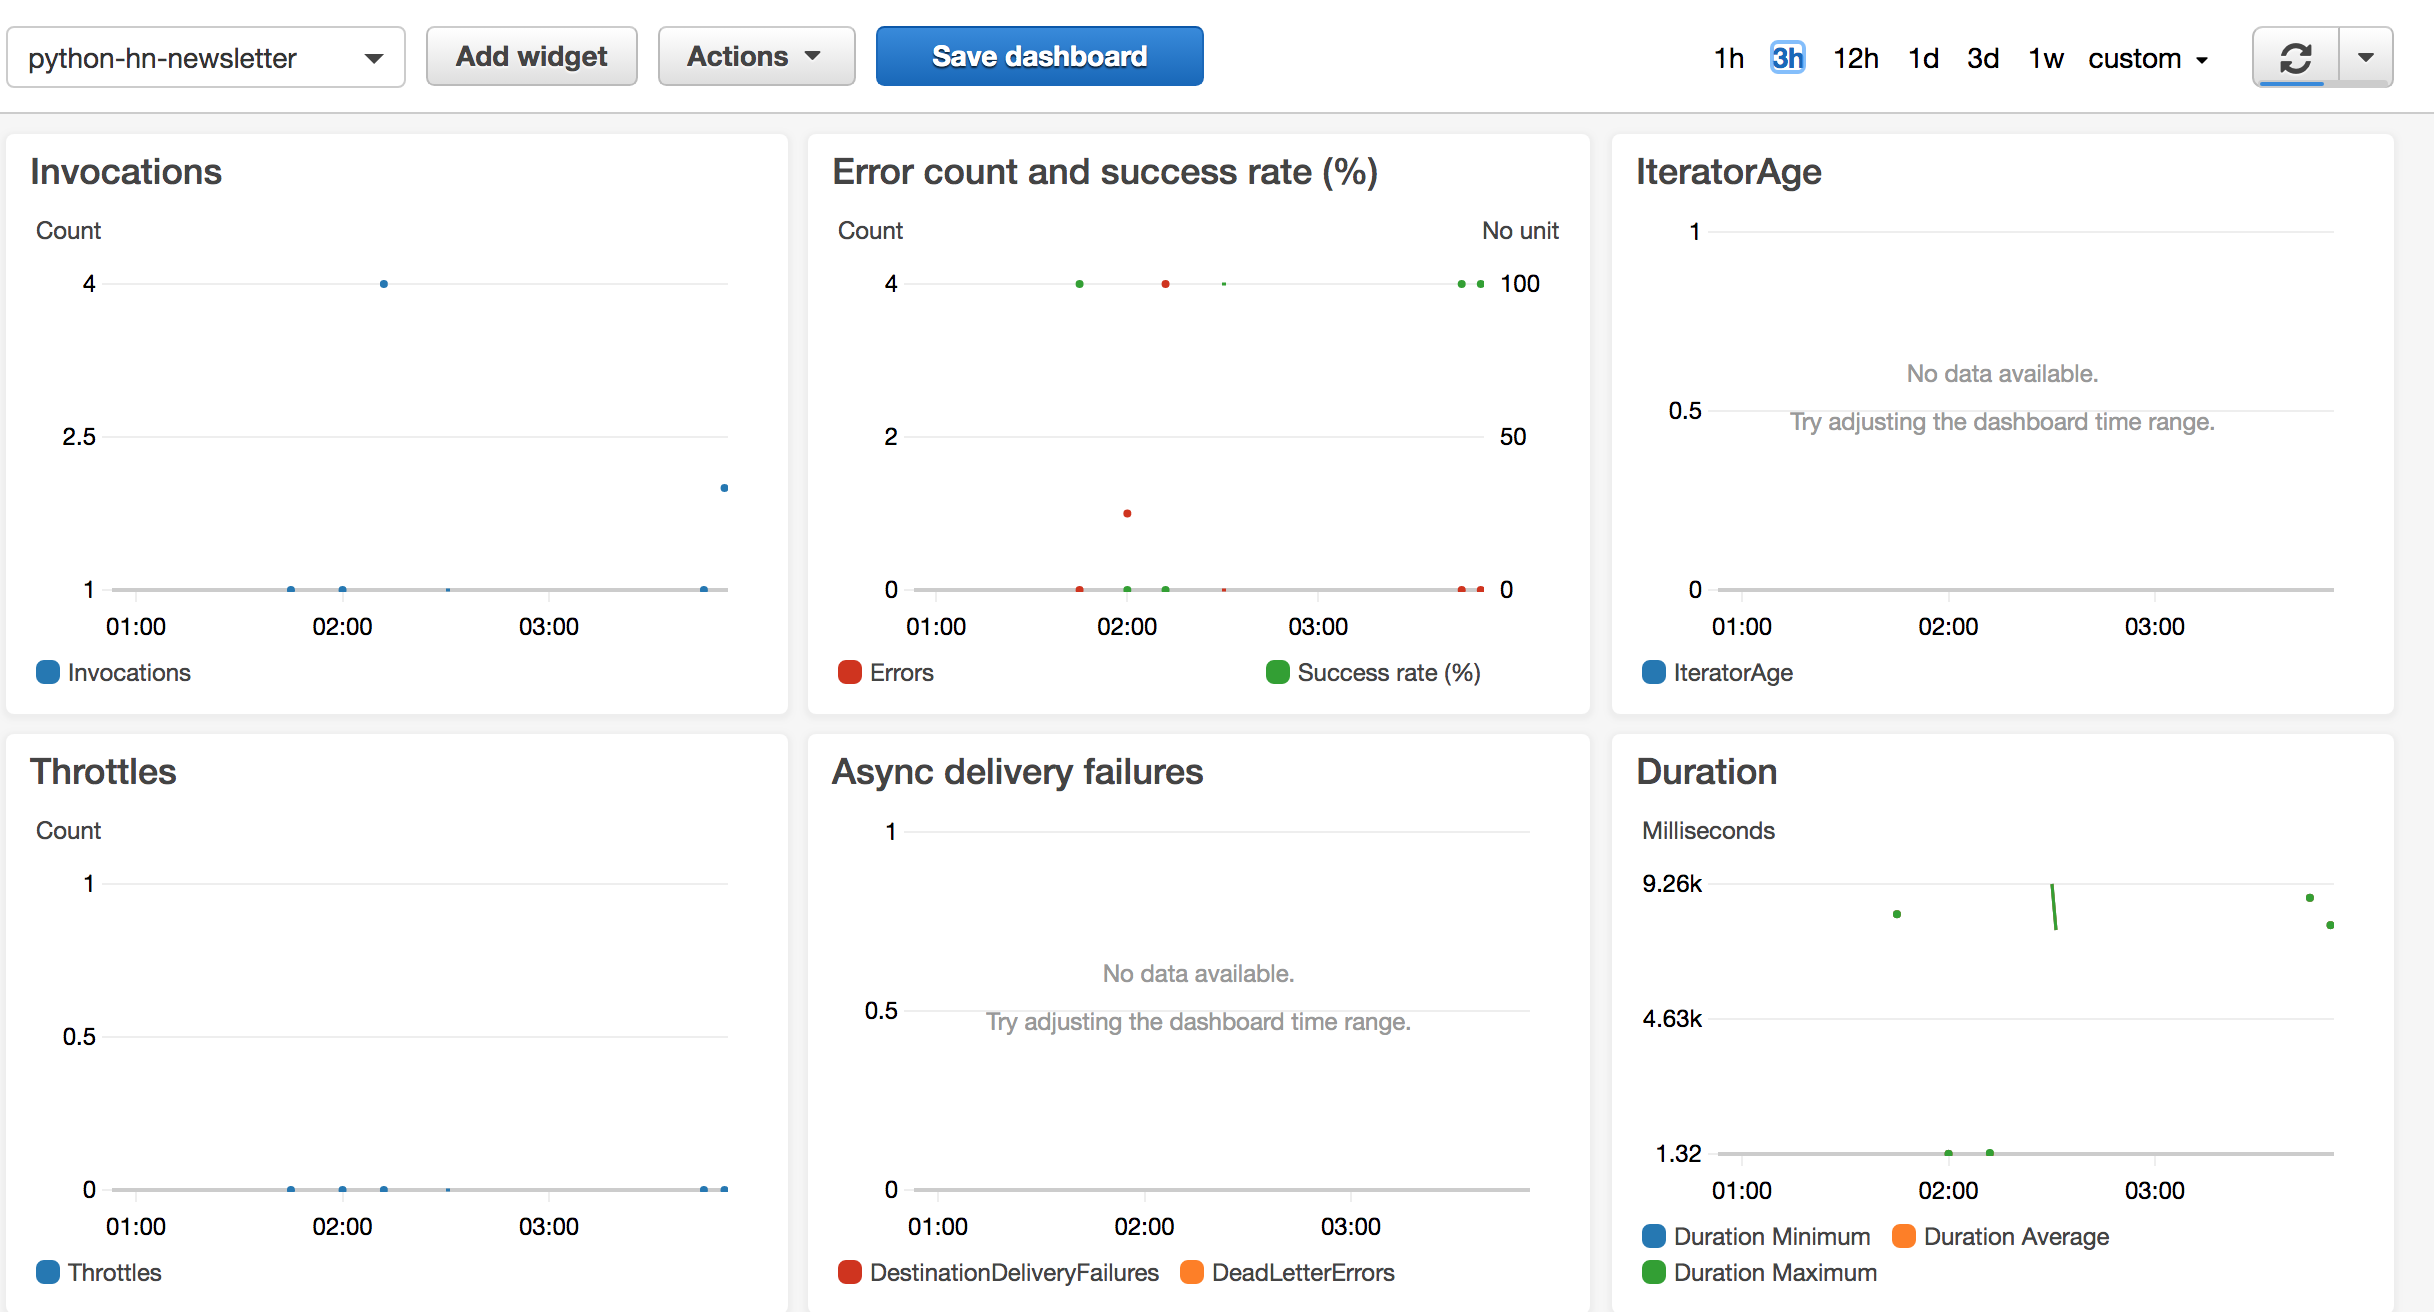 python-hn-newsletter Add widget Actions Save dashboard 1h 3h 12h 1d 3d 1w custom
Invocations
Count
4
2.5
1
01:00 02:00 03:00
Invocations
Error count and success rate (%)
Count No unit
4 100
2 50
0 0
01:00 02:00 03:00
Errors Success rate (%)
IteratorAge
1
No data available.
0.5
Try adjusting the dashboard time range.
0
01:00 02:00 03:00
IteratorAge
Throttles
Count
1
0.5
0
01:00 02:00 03:00
Throttles
Async delivery failures
1
No data available.
0.5
Try adjusting the dashboard time range.
0
01:00 02:00 03:00
DestinationDeliveryFailures DeadLetterErrors
Duration
Milliseconds
9.26k
4.63k
1.32
01:00 02:00 03:00
Duration Minimum Duration Average
Duration Maximum